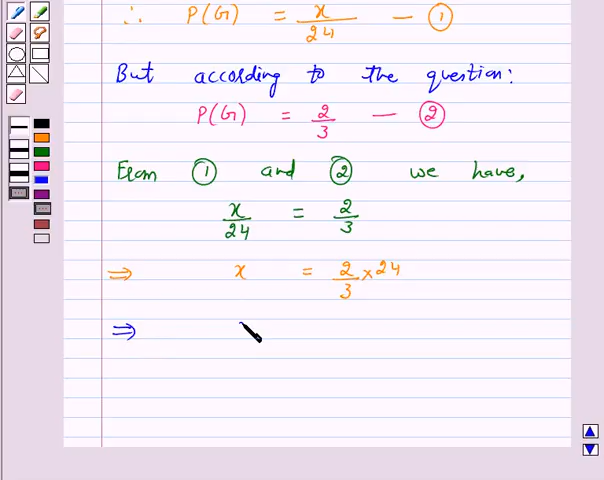 ∴ P(G) = x/24 — ①
But according to the question:
P(G) = 2/3 — ②
From ① and ② we have,
x/24 = 2/3
⇒ x = 2/3 × 24
⇒